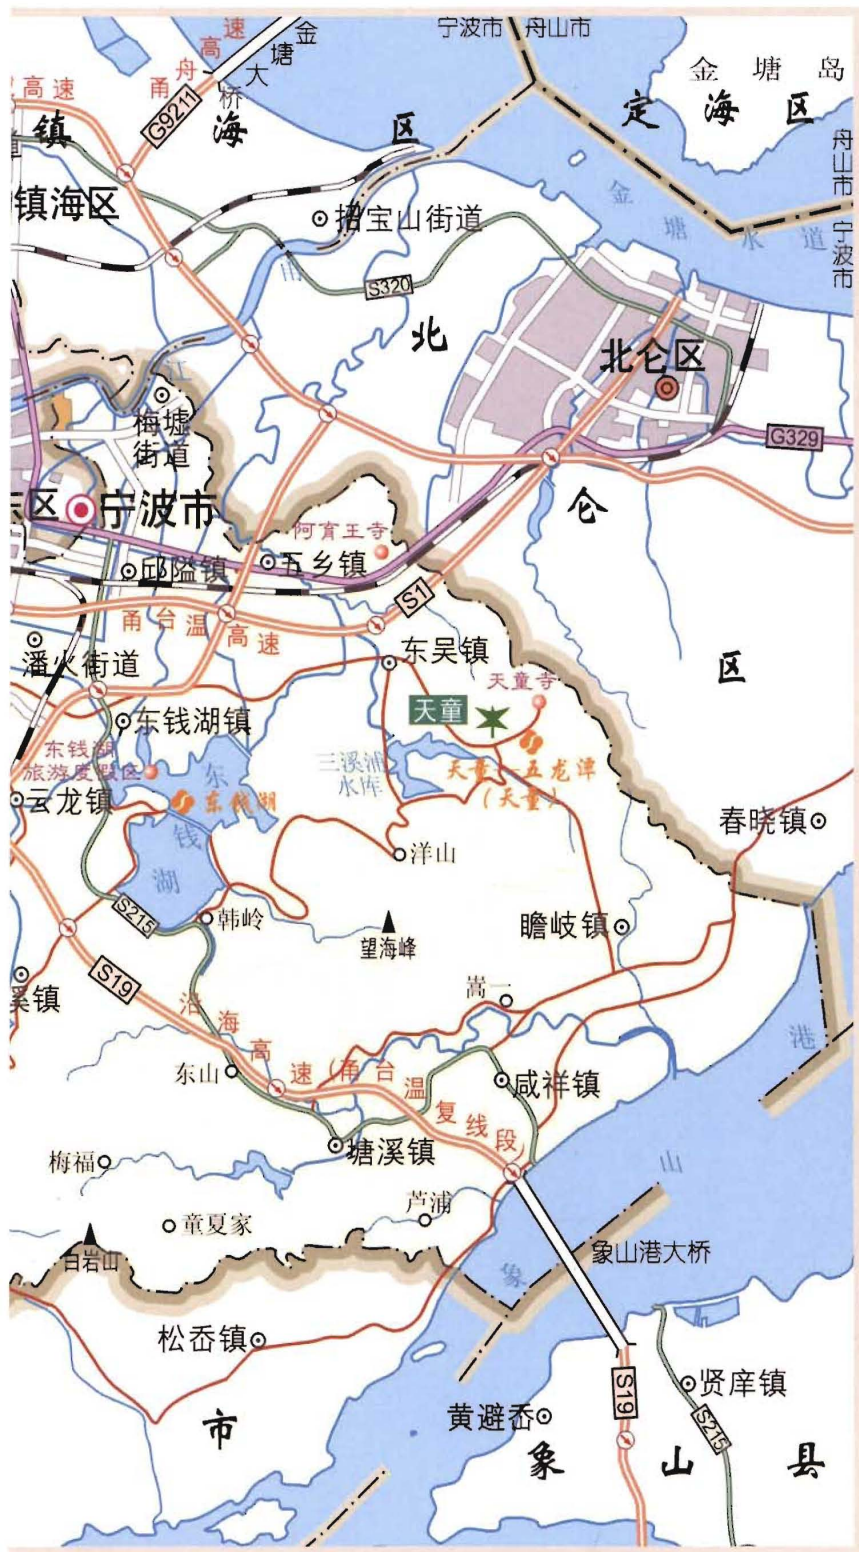 宁波市
舟山市
金塘大桥
甬舟高速
高速
G9211
金塘岛
定海区
镇海区
镇海区
舟山市
宁波市
招宝山街道
金塘水道
甬江
S320
北仑区
北仑区
梅墟
街道
G329
区
宁波市
阿育王寺
邱隘镇
五乡镇
S1
甬台温高速
潘火街道
东吴镇
天童寺
天童
东钱湖镇
东钱湖
旅游度假区
东钱湖
三溪浦
水库
天童—五龙潭
(天童)
云龙镇
东钱湖
春晓镇
洋山
S215
韩岭
望海峰
瞻岐镇
S19
溪镇
嵩一
沿海高速(甬台温复线段)
东山
咸祥镇
塘溪镇
梅福
芦浦
童夏家
白岩山
象山港
象山港大桥
松岙镇
贤庠镇
黄避岙
S19
S215
市
象山县